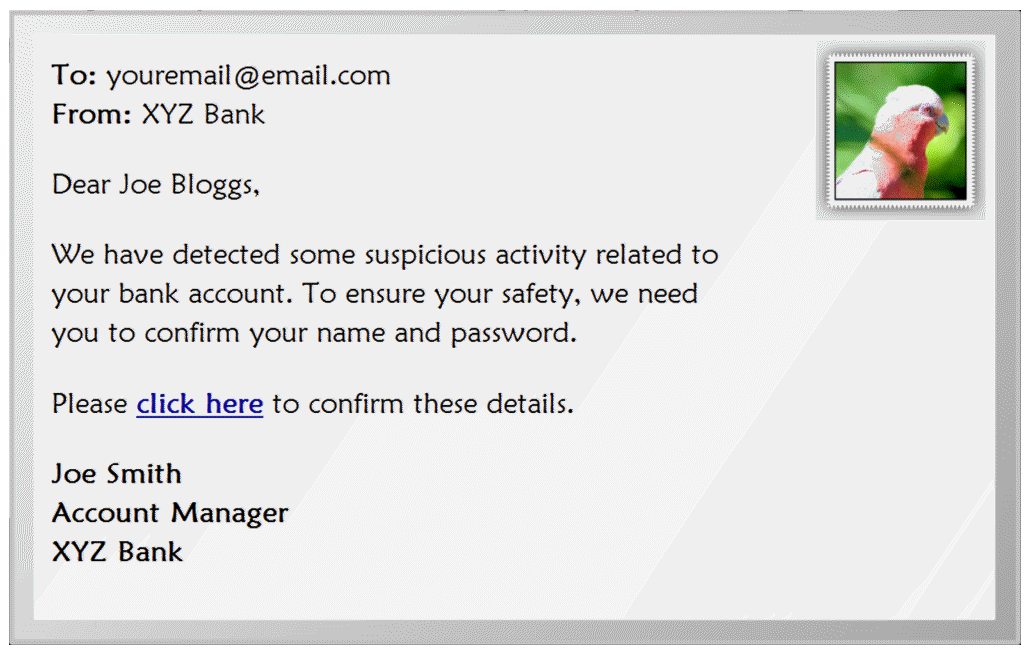 To: youremail@email.com
From: XYZ Bank
Dear Joe Bloggs,
We have detected some suspicious activity related to
your bank account. To ensure your safety, we need
you to confirm your name and password.
Please click here to confirm these details.
Joe Smith
Account Manager
XYZ Bank